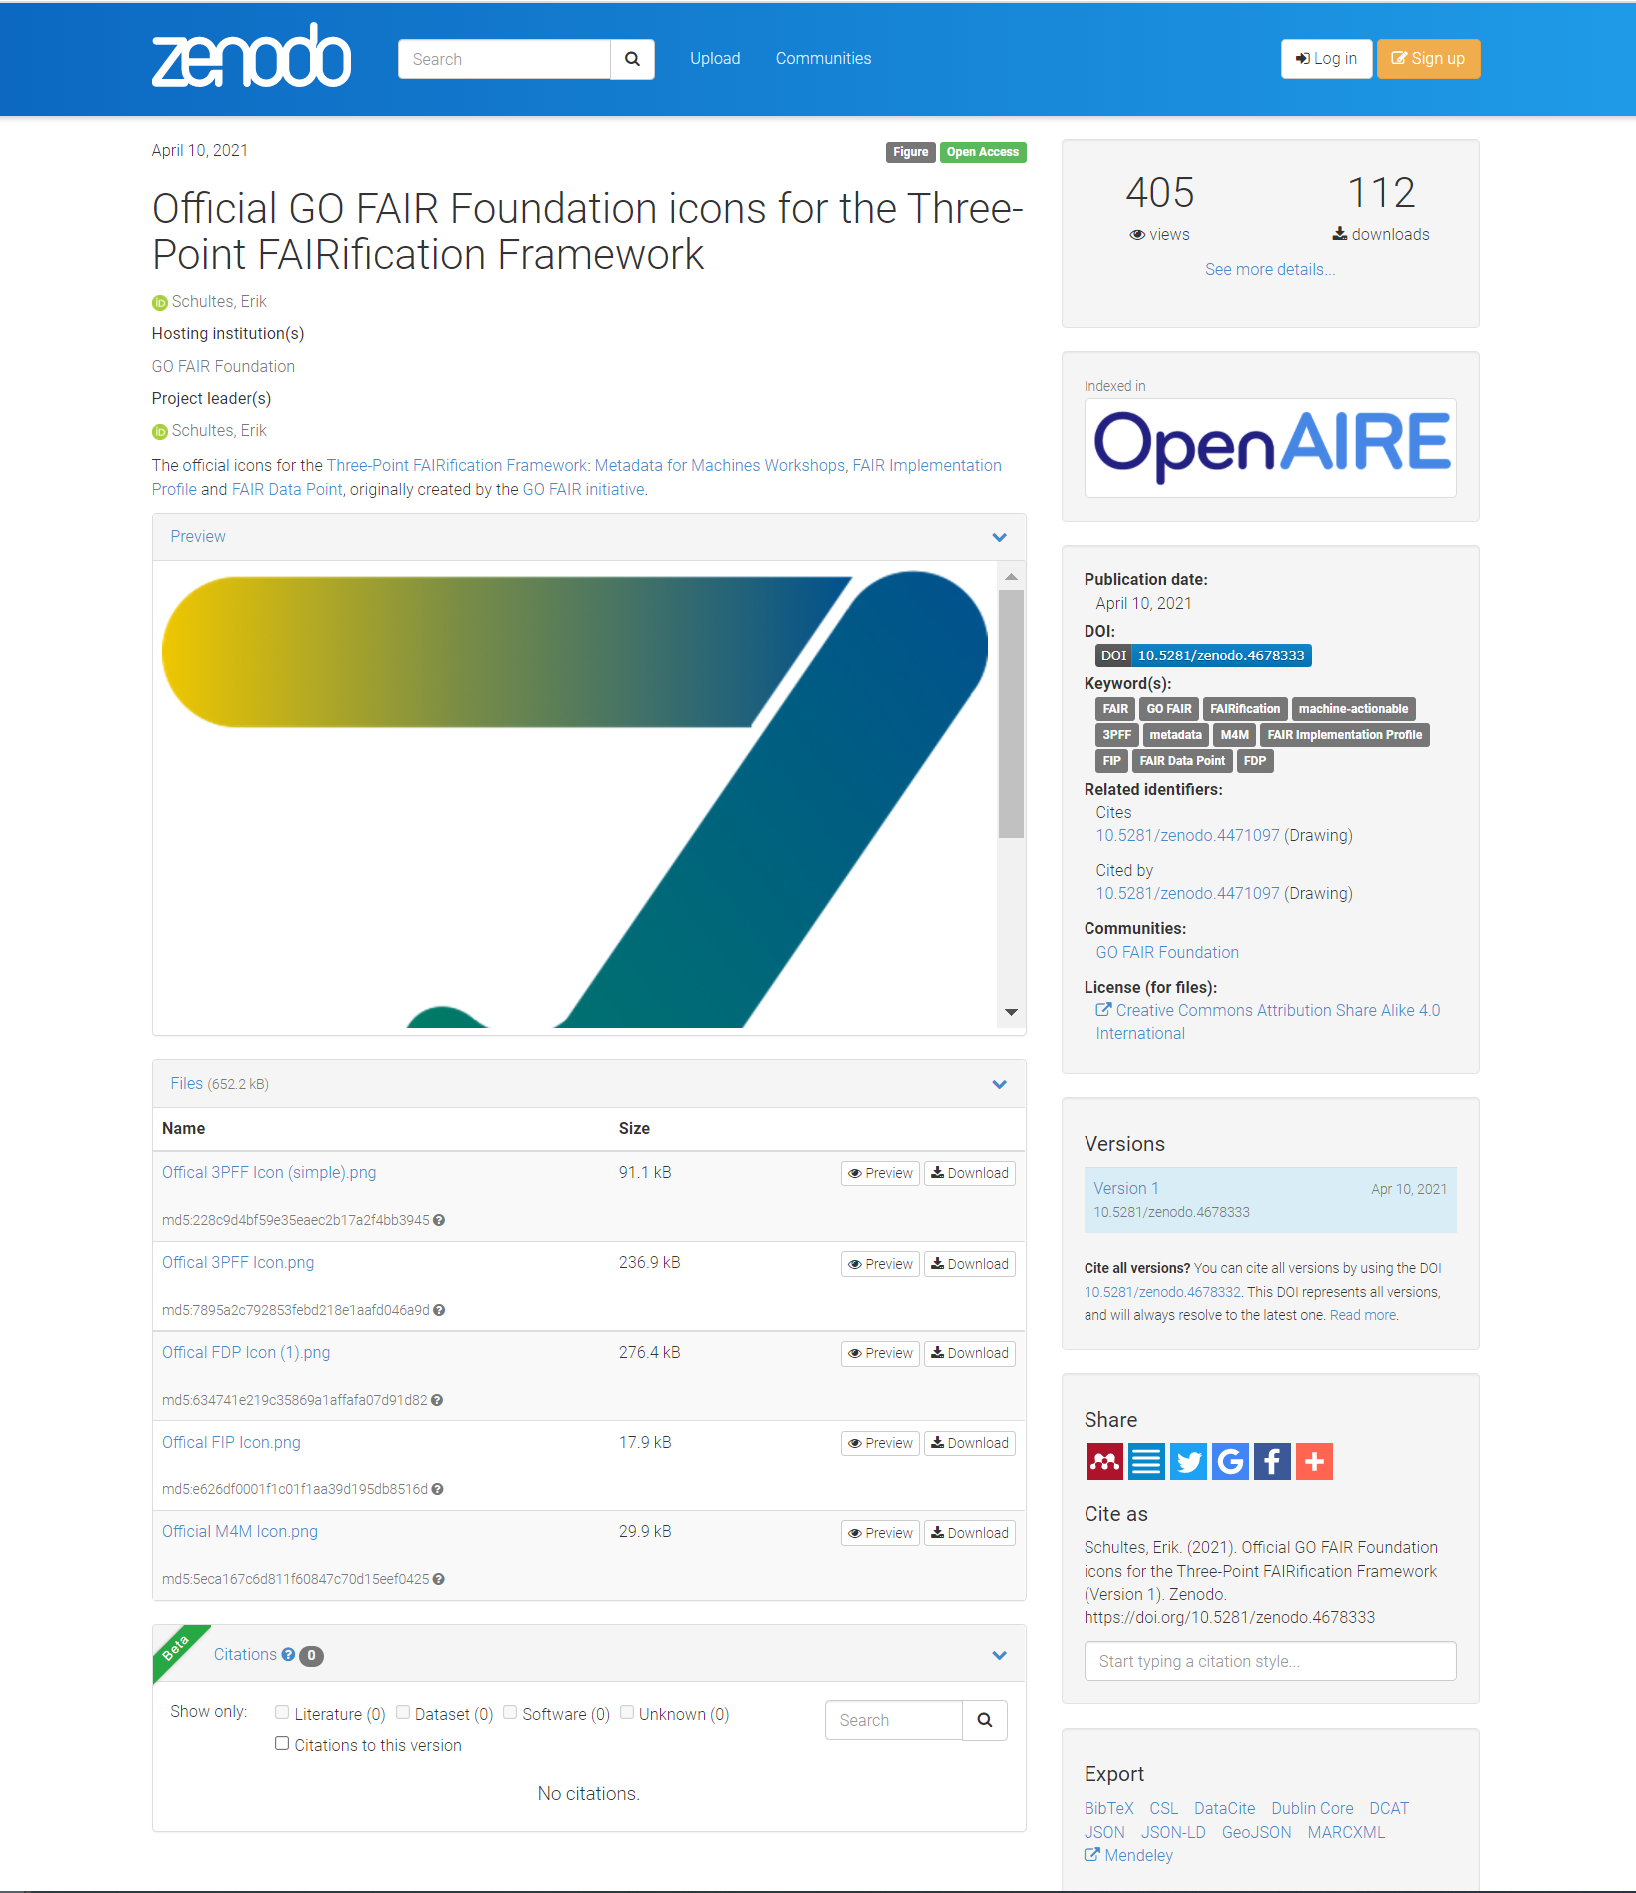 zenodo
Search
Upload
Communities
Log in
Sign up
April 10, 2021
Figure
Open Access
Official GO FAIR Foundation icons for the Three-
Point FAIRification Framework
iD Schultes, Erik
Hosting institution(s)
GO FAIR Foundation
Project leader(s)
iD Schultes, Erik
The official icons for the Three-Point FAIRification Framework: Metadata for Machines Workshops, FAIR Implementation
Profile and FAIR Data Point, originally created by the GO FAIR initiative.
Preview
Files (652.2 kB)
Name Size
Offical 3PFF Icon (simple).png 91.1 kB Preview Download
md5:228c9d4bf59e35eaec2b17a2f4bb3945
Offical 3PFF Icon.png 236.9 kB Preview Download
md5:7895a2c792853febd218e1aafd046a9d
Offical FDP Icon (1).png 276.4 kB Preview Download
md5:634741e219c35869a1affafa07d91d82
Offical FIP Icon.png 17.9 kB Preview Download
md5:e626df0001f1c01f1aa39d195db8516d
Official M4M Icon.png 29.9 kB Preview Download
md5:5eca167c6d811f60847c70d15eef0425
Beta
Citations 0
Show only: Literature (0) Dataset (0) Software (0) Unknown (0)
Citations to this version
Search
No citations.
405 112
views downloads
See more details...
Indexed in
OpenAIRE
Publication date:
April 10, 2021
DOI:
DOI 10.5281/zenodo.4678333
Keyword(s):
FAIR GO FAIR FAIRification machine-actionable
3PFF metadata M4M FAIR Implementation Profile
FIP FAIR Data Point FDP
Related identifiers:
Cites
10.5281/zenodo.4471097 (Drawing)
Cited by
10.5281/zenodo.4471097 (Drawing)
Communities:
GO FAIR Foundation
License (for files):
Creative Commons Attribution Share Alike 4.0
International
Versions
Version 1 Apr 10, 2021
10.5281/zenodo.4678333
Cite all versions? You can cite all versions by using the DOI
10.5281/zenodo.4678332. This DOI represents all versions,
and will always resolve to the latest one. Read more.
Share
Cite as
Schultes, Erik. (2021). Official GO FAIR Foundation
icons for the Three-Point FAIRification Framework
(Version 1). Zenodo.
https://doi.org/10.5281/zenodo.4678333
Start typing a citation style...
Export
BibTeX CSL DataCite Dublin Core DCAT
JSON JSON-LD GeoJSON MARCXML
Mendeley